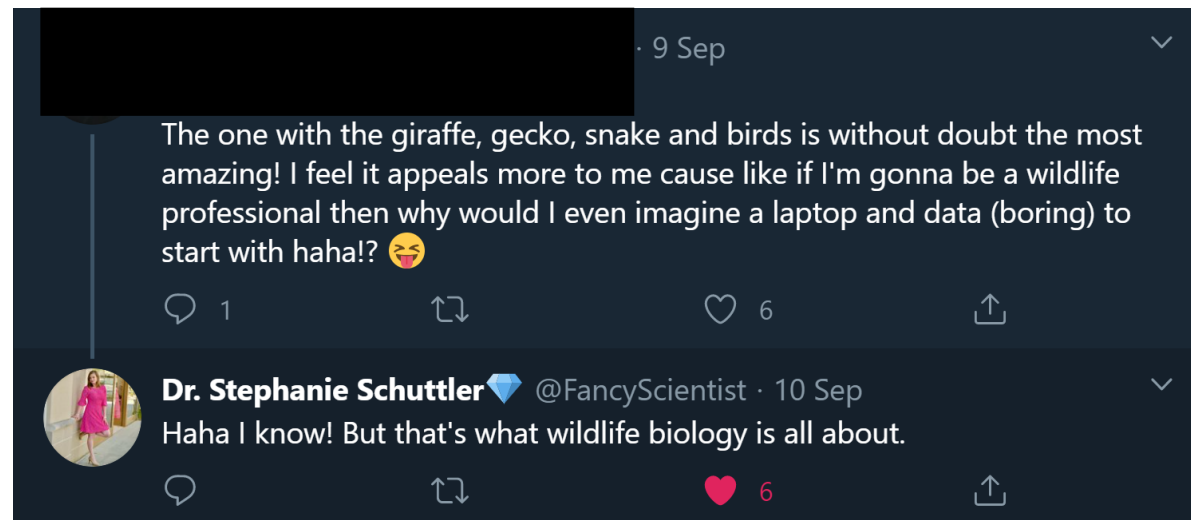 · 9 Sep
The one with the giraffe, gecko, snake and birds is without doubt the most
amazing! I feel it appeals more to me cause like if I'm gonna be a wildlife
professional then why would I even imagine a laptop and data (boring) to
start with haha!? 😝
1 6
Dr. Stephanie Schuttler💎 @FancyScientist · 10 Sep
Haha I know! But that's what wildlife biology is all about.
6